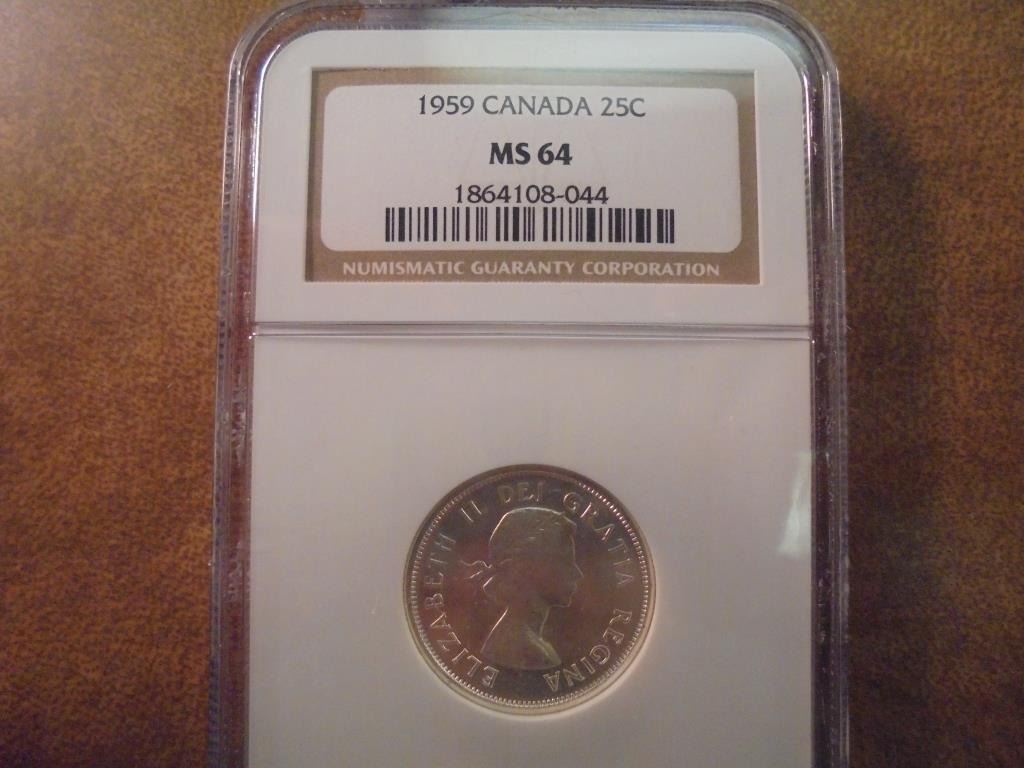 1959 CANADA 25C
MS 64
1864108-044
NUMISMATIC GUARANTY CORPORATION
ELIZABETH II DEI GRATIA REGINA